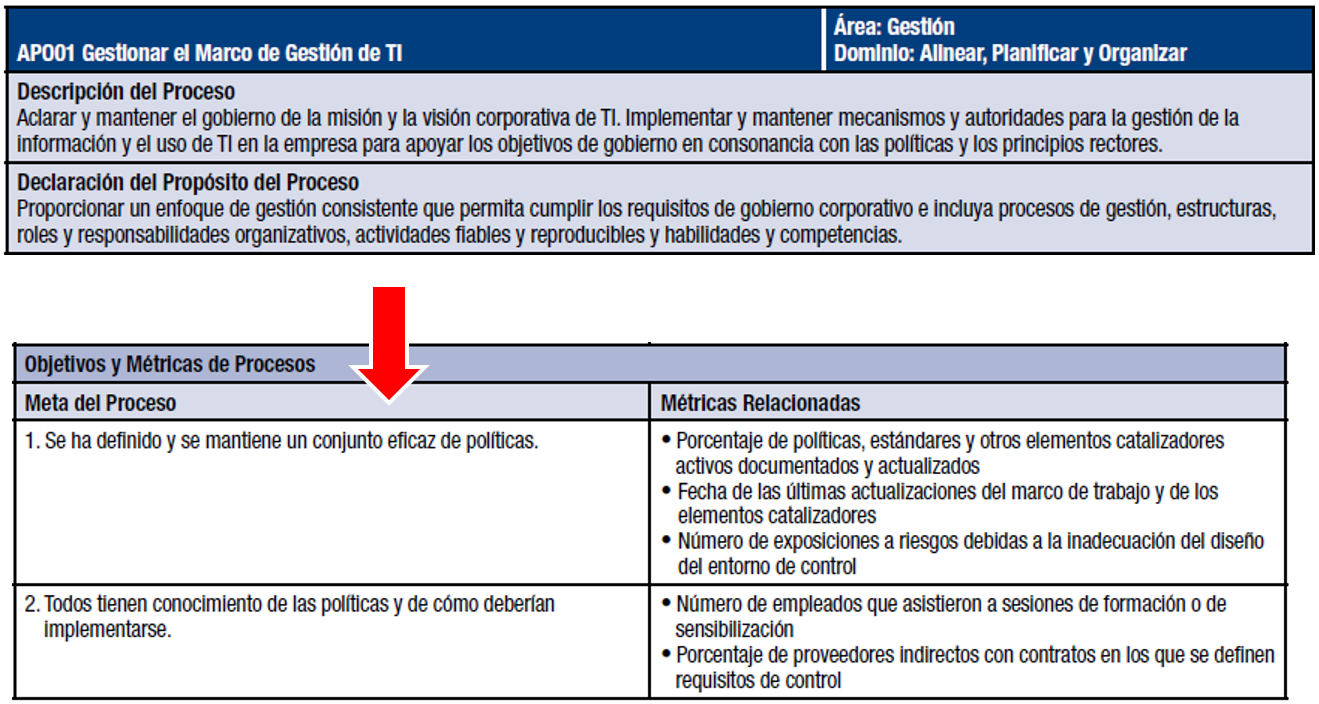 APO01 Gestionar el Marco de Gestión de TI
Área: Gestión
Dominio: Alinear, Planificar y Organizar
Descripción del Proceso
Aclarar y mantener el gobierno de la misión y la visión corporativa de TI. Implementar y mantener mecanismos y autoridades para la gestión de la
información y el uso de TI en la empresa para apoyar los objetivos de gobierno en consonancia con las políticas y los principios rectores.
Declaración del Propósito del Proceso
Proporcionar un enfoque de gestión consistente que permita cumplir los requisitos de gobierno corporativo e incluya procesos de gestión, estructuras,
roles y responsabilidades organizativos, actividades fiables y reproducibles y habilidades y competencias.
Objetivos y Métricas de Procesos
Meta del Proceso
Métricas Relacionadas
1. Se ha definido y se mantiene un conjunto eficaz de políticas.
• Porcentaje de políticas, estándares y otros elementos catalizadores
activos documentados y actualizados
• Fecha de las últimas actualizaciones del marco de trabajo y de los
elementos catalizadores
• Número de exposiciones a riesgos debidas a la inadecuación del diseño
del entorno de control
2. Todos tienen conocimiento de las políticas y de cómo deberían
implementarse.
• Número de empleados que asistieron a sesiones de formación o de
sensibilización
• Porcentaje de proveedores indirectos con contratos en los que se definen
requisitos de control